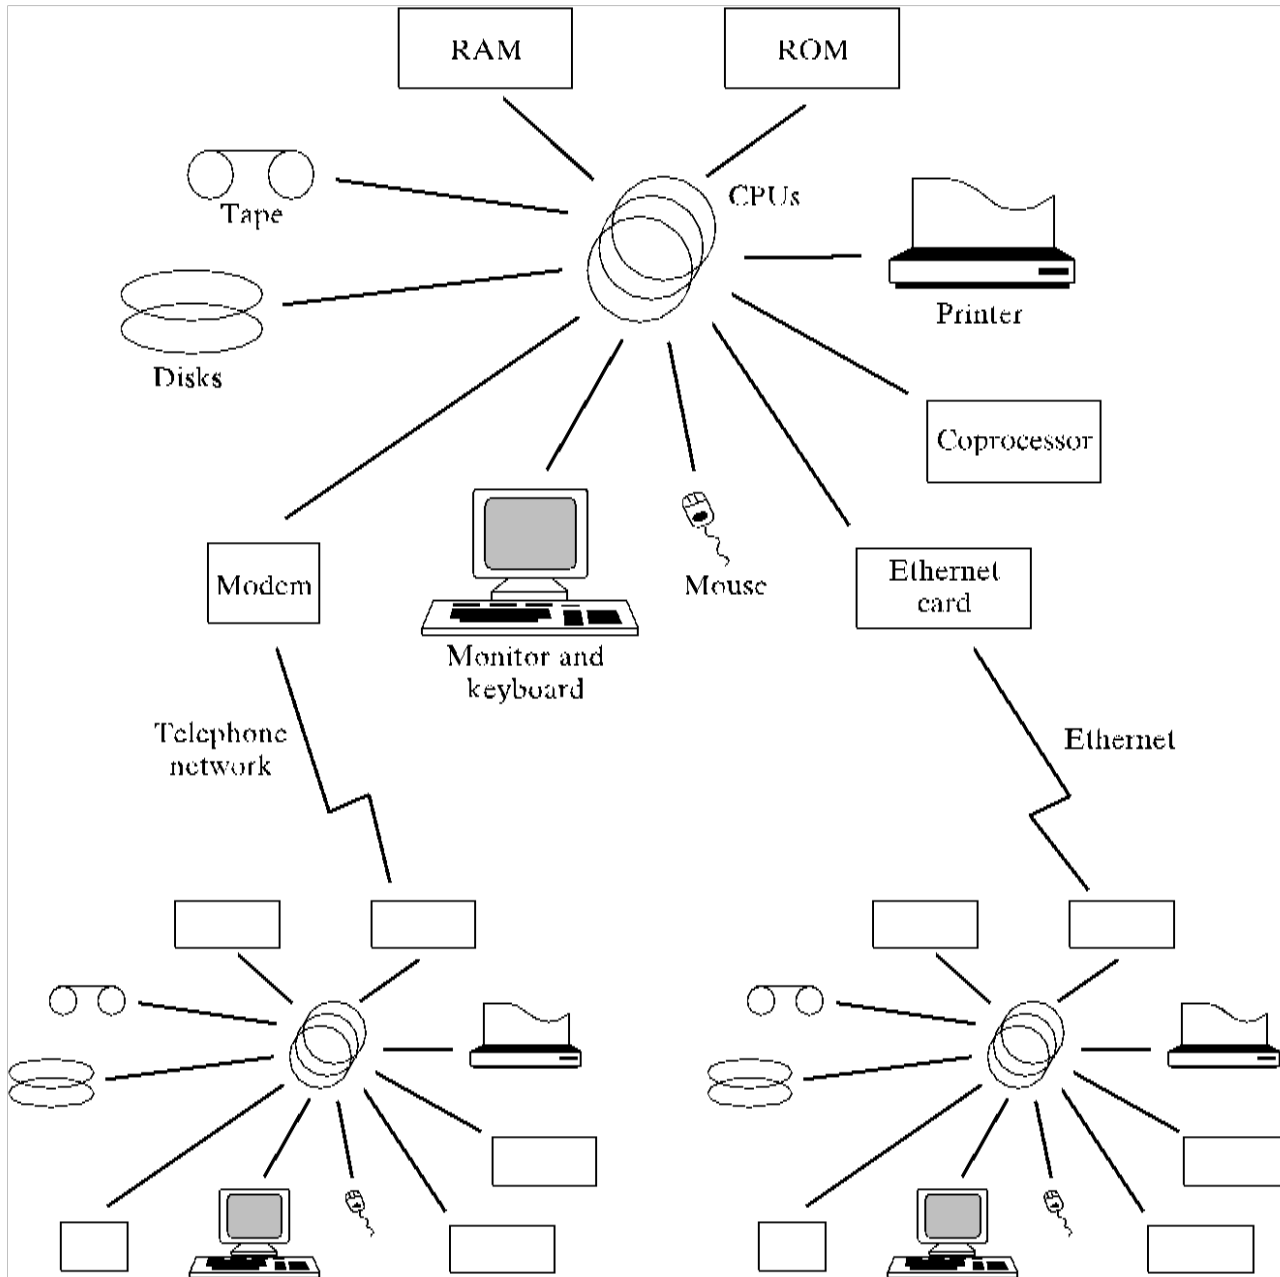 RAM
ROM
CPUs
Tape
Printer
Disks
Coprocessor
Modem
Mouse
Ethernet
card
Monitor and
keyboard
Telephone
network
Ethernet